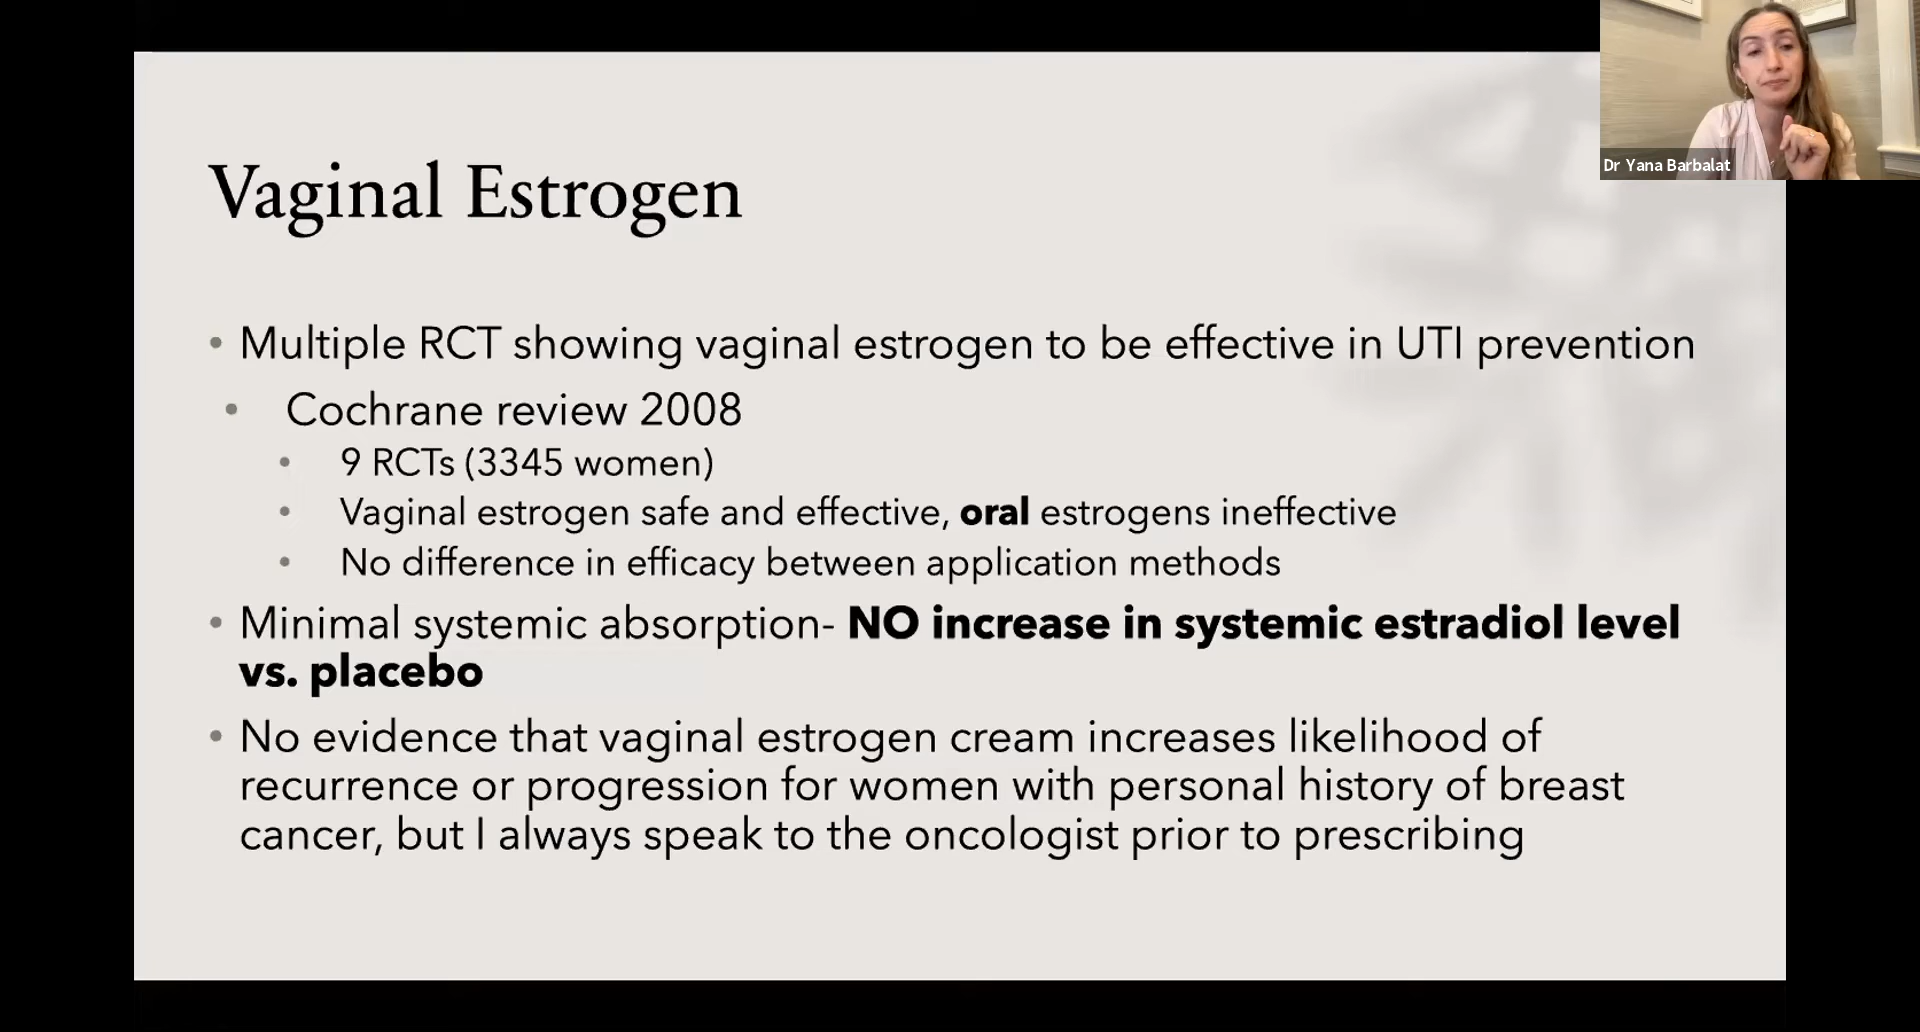 Dr Yana Barbalat
Vaginal Estrogen
• Multiple RCT showing vaginal estrogen to be effective in UTI prevention
• Cochrane review 2008
• 9 RCTs (3345 women)
• Vaginal estrogen safe and effective, oral estrogens ineffective
• No difference in efficacy between application methods
• Minimal systemic absorption- NO increase in systemic estradiol level
vs. placebo
• No evidence that vaginal estrogen cream increases likelihood of
recurrence or progression for women with personal history of breast
cancer, but I always speak to the oncologist prior to prescribing